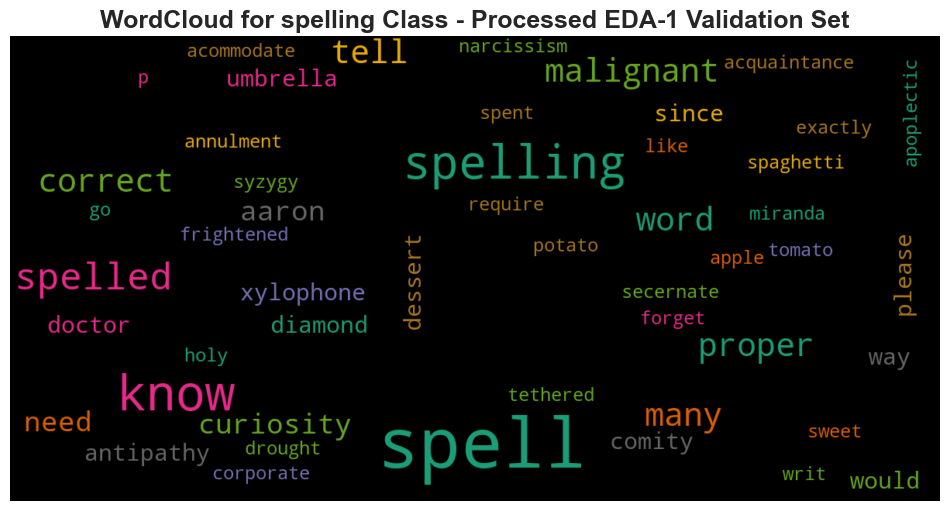 WordCloud for spelling Class - Processed EDA-1 Validation Set
acommodate
tell
narcissism
p
umbrella
malignant
acquaintance
apoplectic
spent
since
exactly
annulment
spelling
like
spaghetti
correct
syzygy
go
aaron
require
word
miranda
frightened
potato
tomato
apple
dessert
please
spelled
xylophone
secernate
doctor
diamond
forget
proper
way
holy
know
tethered
need
curiosity
spell
many
sweet
antipathy
drought
comity
corporate
writ
would